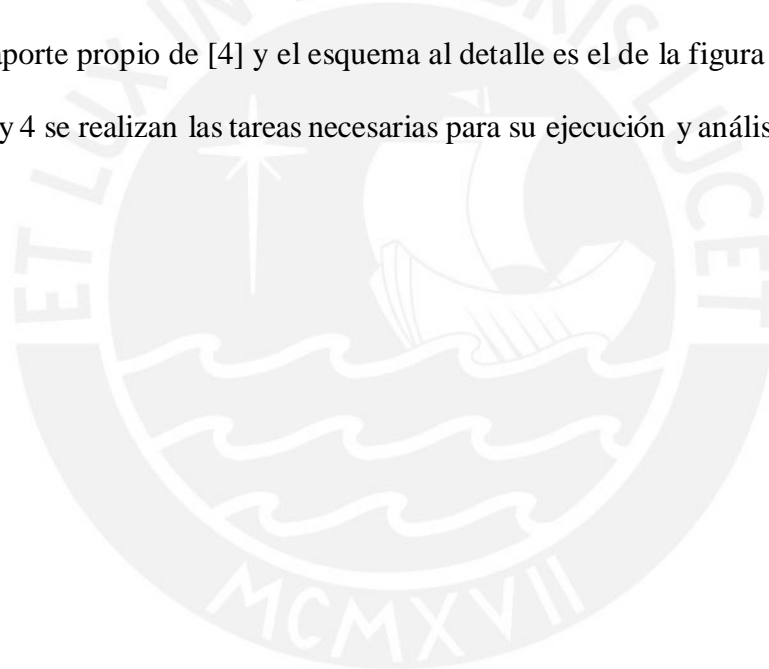 aporte propio de [4] y el esquema al detalle es el de la figura
y 4 se realizan las tareas necesarias para su ejecución y anális
ET LUX IN TENEBRIS LUCET
MCMXVII